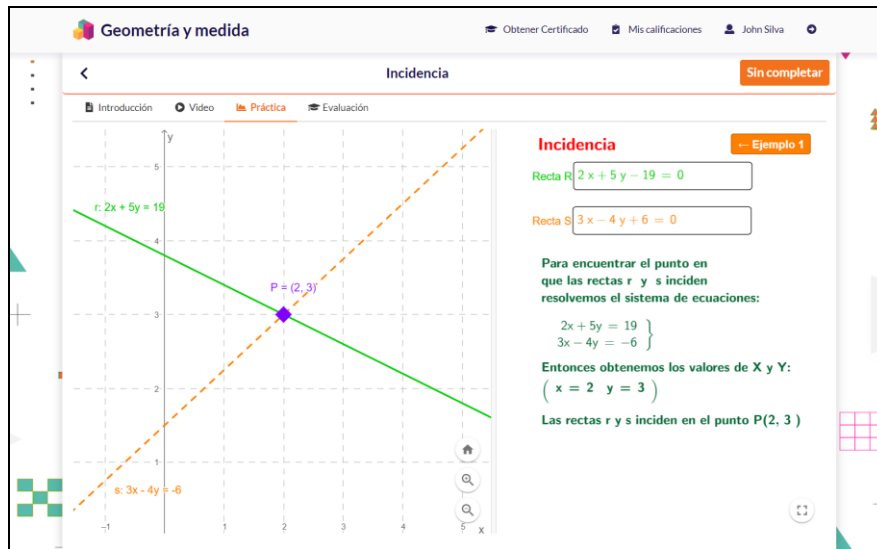 Geometría y medida
Obtener Certificado
Mis calificaciones
John Silva
Incidencia
Sin completar
Introducción
Video
Práctica
Evaluación
y
5
r: 2x + 5y = 19
4
P = (2, 3)
3
2
1
s: 3x - 4y = -6
−1
1
2
3
4
5
x
Incidencia
← Ejemplo 1
Recta R 2 x + 5 y − 19 = 0
Recta S 3 x − 4 y + 6 = 0
Para encuentrar el punto en
que las rectas r y s inciden
resolvemos el sistema de ecuaciones:
2x + 5y = 19
3x − 4y = −6 }
Entonces obtenemos los valores de X y Y:
( x = 2 y = 3 )
Las rectas r y s inciden en el punto P(2, 3 )